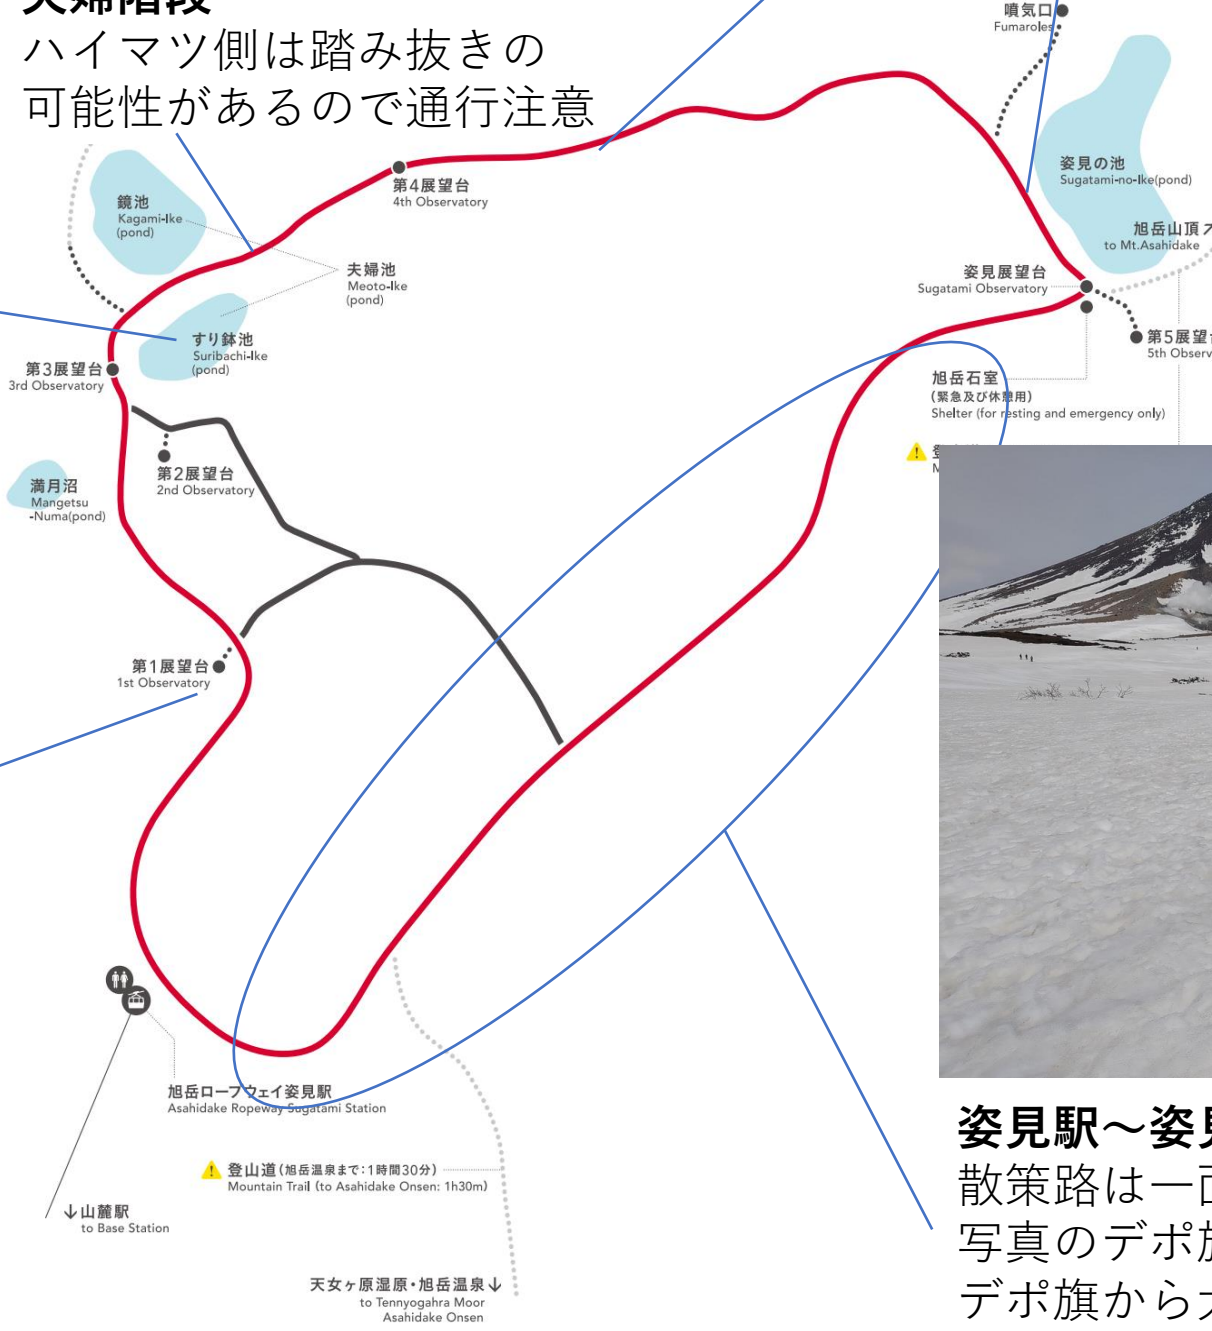 夫婦階段
ハイマツ側は踏み抜きの
可能性があるので通行注意
噴気口
Fumaroles
姿見の池
Sugatami-no-Ike(pond)
旭岳山頂
to Mt.Asahidake
第4展望台
4th Observatory
鏡池
Kagami-Ike
(pond)
夫婦池
Meoto-Ike
(pond)
姿見展望台
Sugatami Observatory
すり鉢池
Suribachi-Ike
(pond)
第5展望
5th Observ
第3展望台
3rd Observatory
旭岳石室
(緊急及び休憩用)
Shelter (for resting and emergency only)
第2展望台
2nd Observatory
満月沼
Mangetsu
-Numa(pond)
第1展望台
1st Observatory
旭岳ロープウェイ姿見駅
Asahidake Ropeway Sugatami Station
登山道(旭岳温泉まで:1時間30分)
Mountain Trail (to Asahidake Onsen: 1h30m)
↓山麓駅
to Base Station
天女ヶ原湿原・旭岳温泉↓
to Tennyogahra Moor
Asahidake Onsen
姿見駅～姿見
散策路は一面
写真のデポ旗
デポ旗から